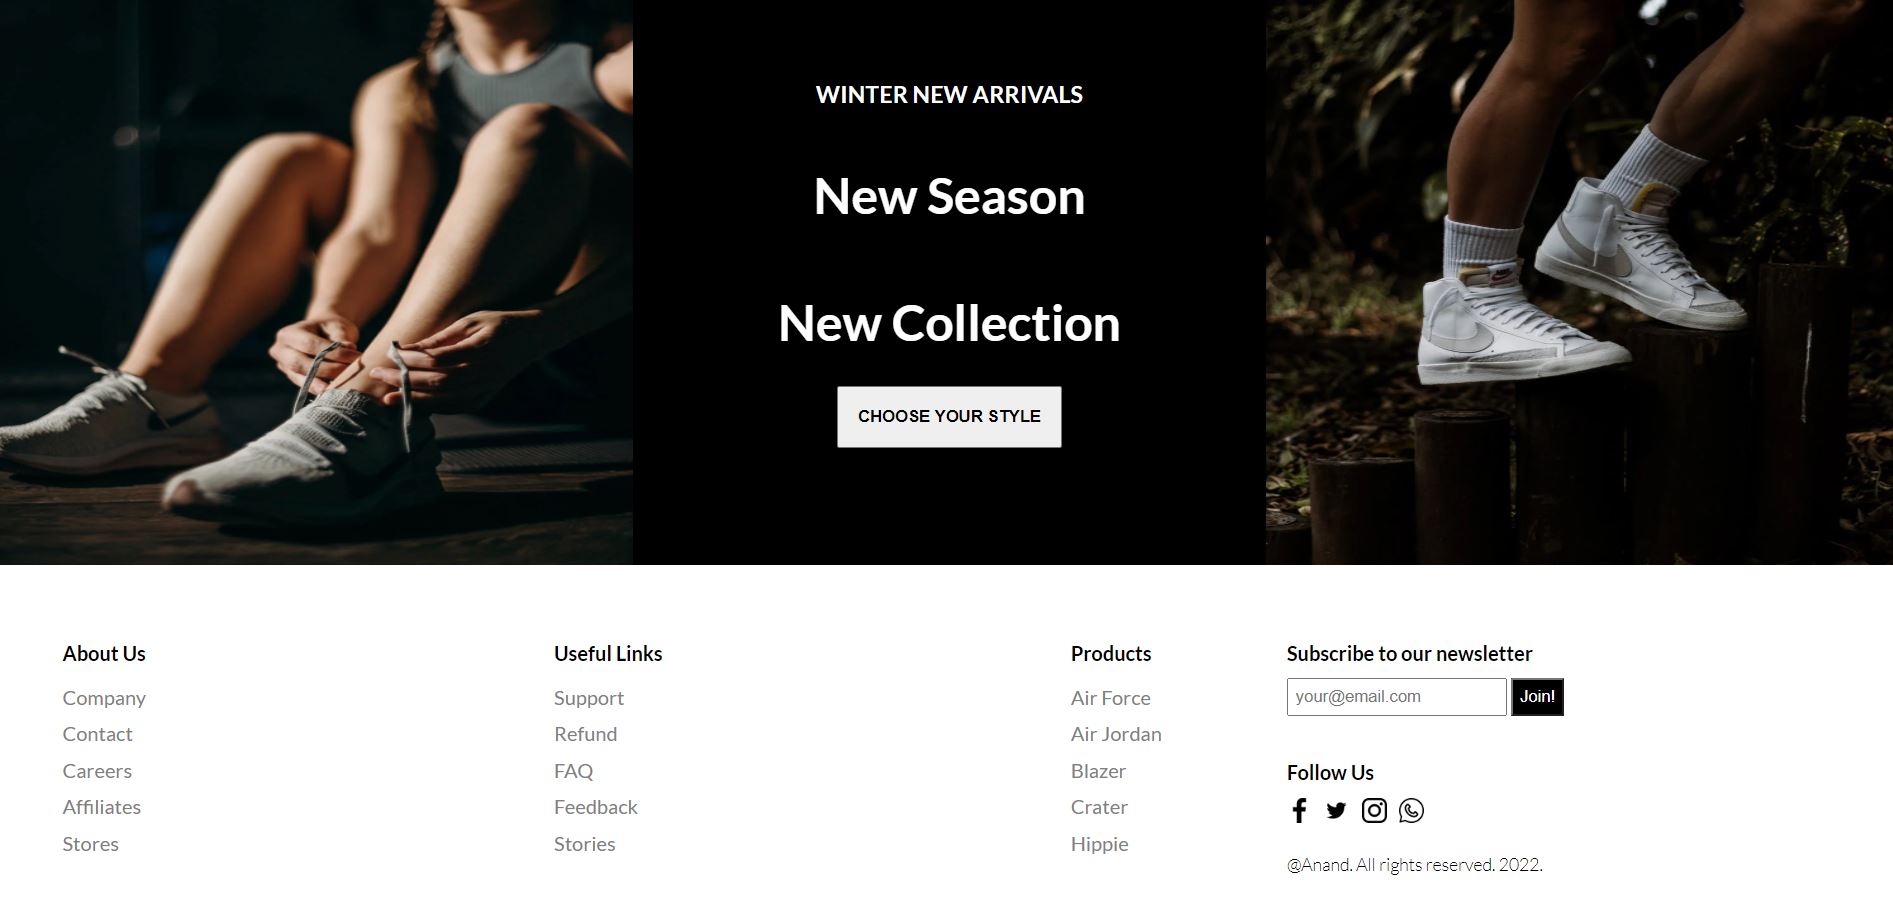 WINTER NEW ARRIVALS
New Season
New Collection
CHOOSE YOUR STYLE
About Us
Company
Contact
Careers
Affiliates
Stores
Useful Links
Support
Refund
FAQ
Feedback
Stories
Products
Air Force
Air Jordan
Blazer
Crater
Hippie
Subscribe to our newsletter
your@email.com Join!
Follow Us
@Anand. All rights reserved. 2022.